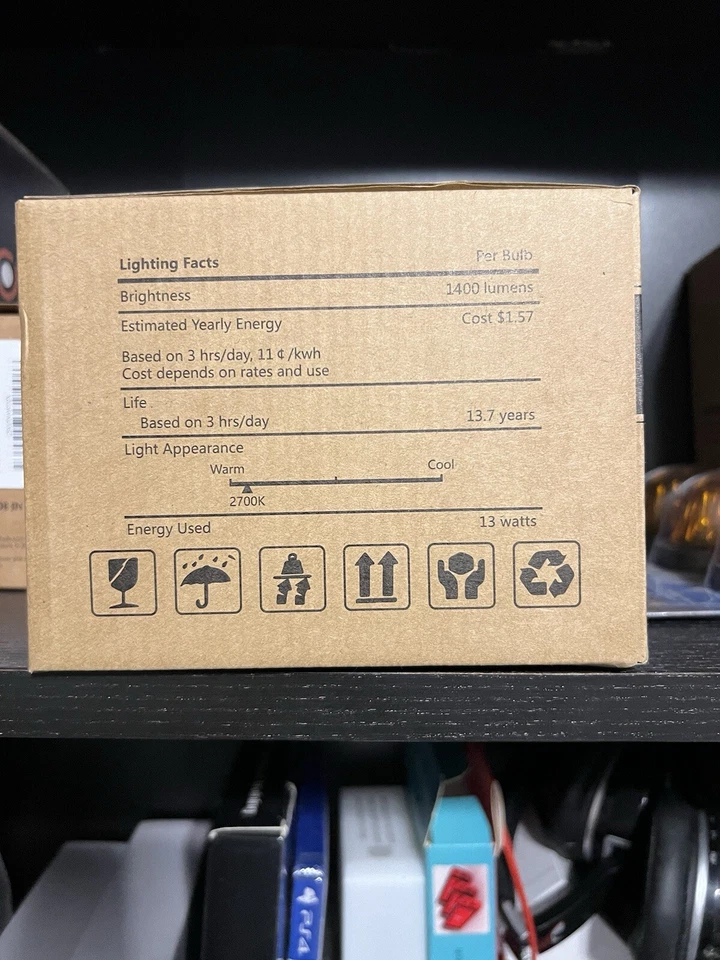 Lighting Facts Per Bulb
Brightness 1400 lumens
Estimated Yearly Energy Cost $1.57
Based on 3 hrs/day, 11 ¢/kwh
Cost depends on rates and use
Life
Based on 3 hrs/day 13.7 years
Light Appearance
Warm Cool
2700K
Energy Used 13 watts
PS4